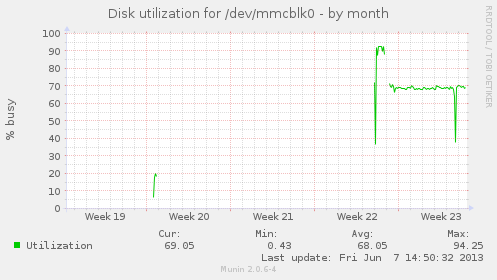 Disk utilization for /dev/mmcblk0 - by month
RRDTOOL / TOBI OETIKER
% busy
100
90
80
70
60
50
40
30
20
10
0
Week 19 Week 20 Week 21 Week 22 Week 23
Cur: Min: Avg: Max:
Utilization 69.05 0.43 68.05 94.25
Last update: Fri Jun 7 14:50:32 2013
Munin 2.0.6-4